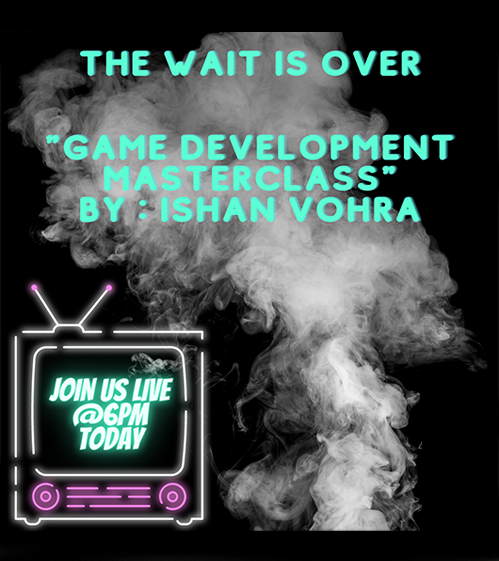 THE WAIT IS OVER
"GAME DEVELOPMENT
MASTERCLASS"
BY : ISHAN VOHRA
JOIN US LIVE
@6PM
TODAY